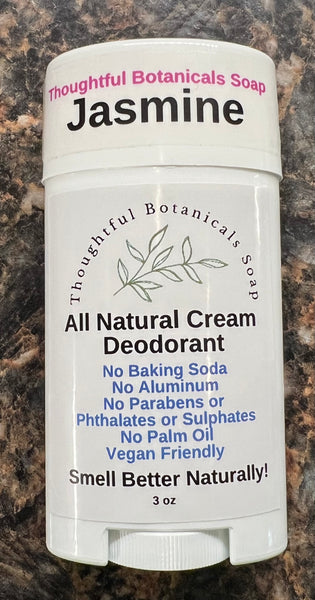 Thoughtful Botanicals Soap
Jasmine
Thoughtful Botanicals Soap
All Natural Cream
Deodorant
No Baking Soda
No Aluminum
No Parabens or
Phthalates or Sulphates
No Palm Oil
Vegan Friendly
Smell Better Naturally!
3 oz